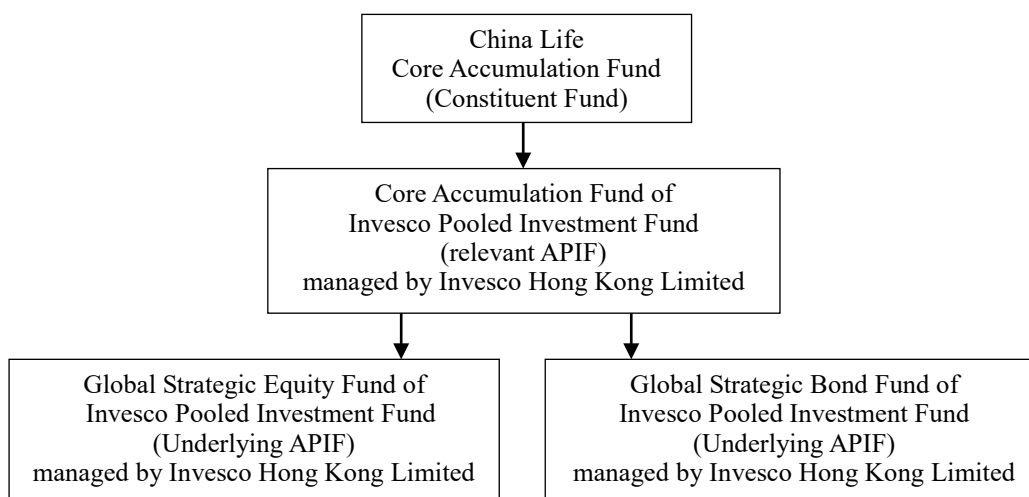 China Life
Core Accumulation Fund
(Constituent Fund)
Core Accumulation Fund of
Invesco Pooled Investment Fund
(relevant APIF)
managed by Invesco Hong Kong Limited
Global Strategic Equity Fund of
Invesco Pooled Investment Fund
(Underlying APIF)
managed by Invesco Hong Kong Limited
Global Strategic Bond Fund of
Invesco Pooled Investment Fund
(Underlying APIF)
managed by Invesco Hong Kong Limited